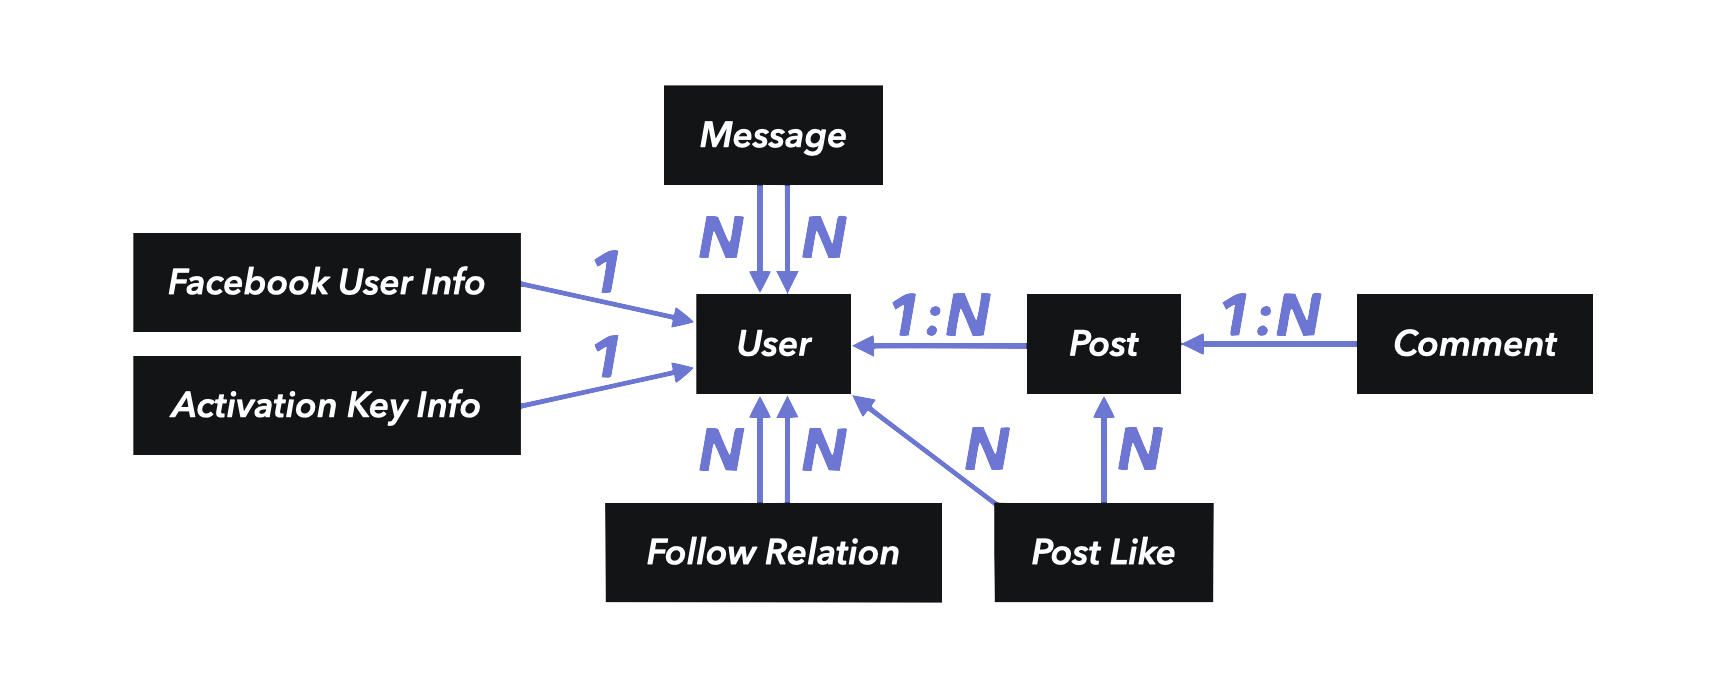 Message
N N
Facebook User Info
1
User
1:N
Post
1:N
Comment
1
Activation Key Info
N N
N
N
Follow Relation
Post Like